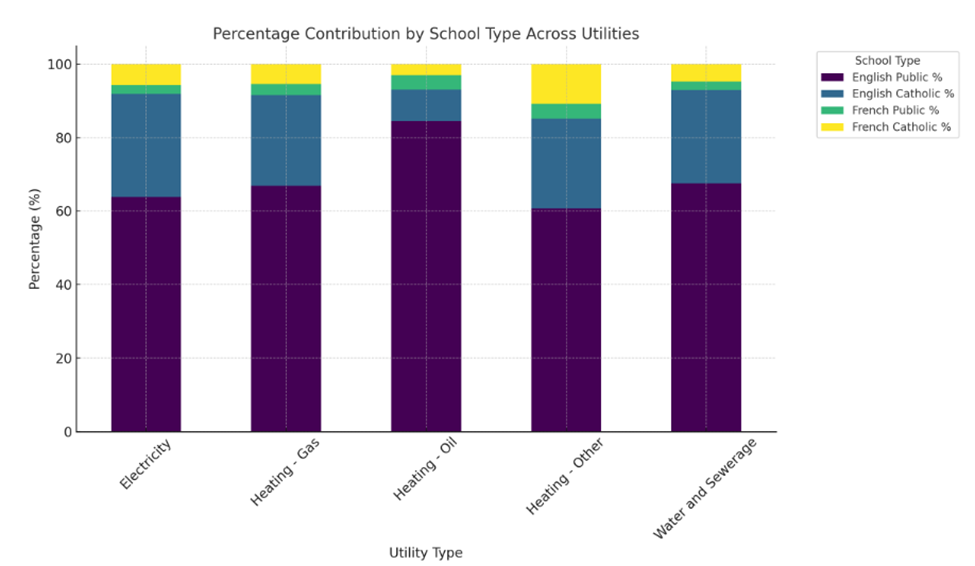 Percentage Contribution by School Type Across Utilities
School Type
English Public %
English Catholic %
French Public %
French Catholic %
Percentage (%)
100
80
60
40
20
0
Electricity
Heating - Gas
Heating - Oil
Heating - Other
Water and Sewerage
Utility Type